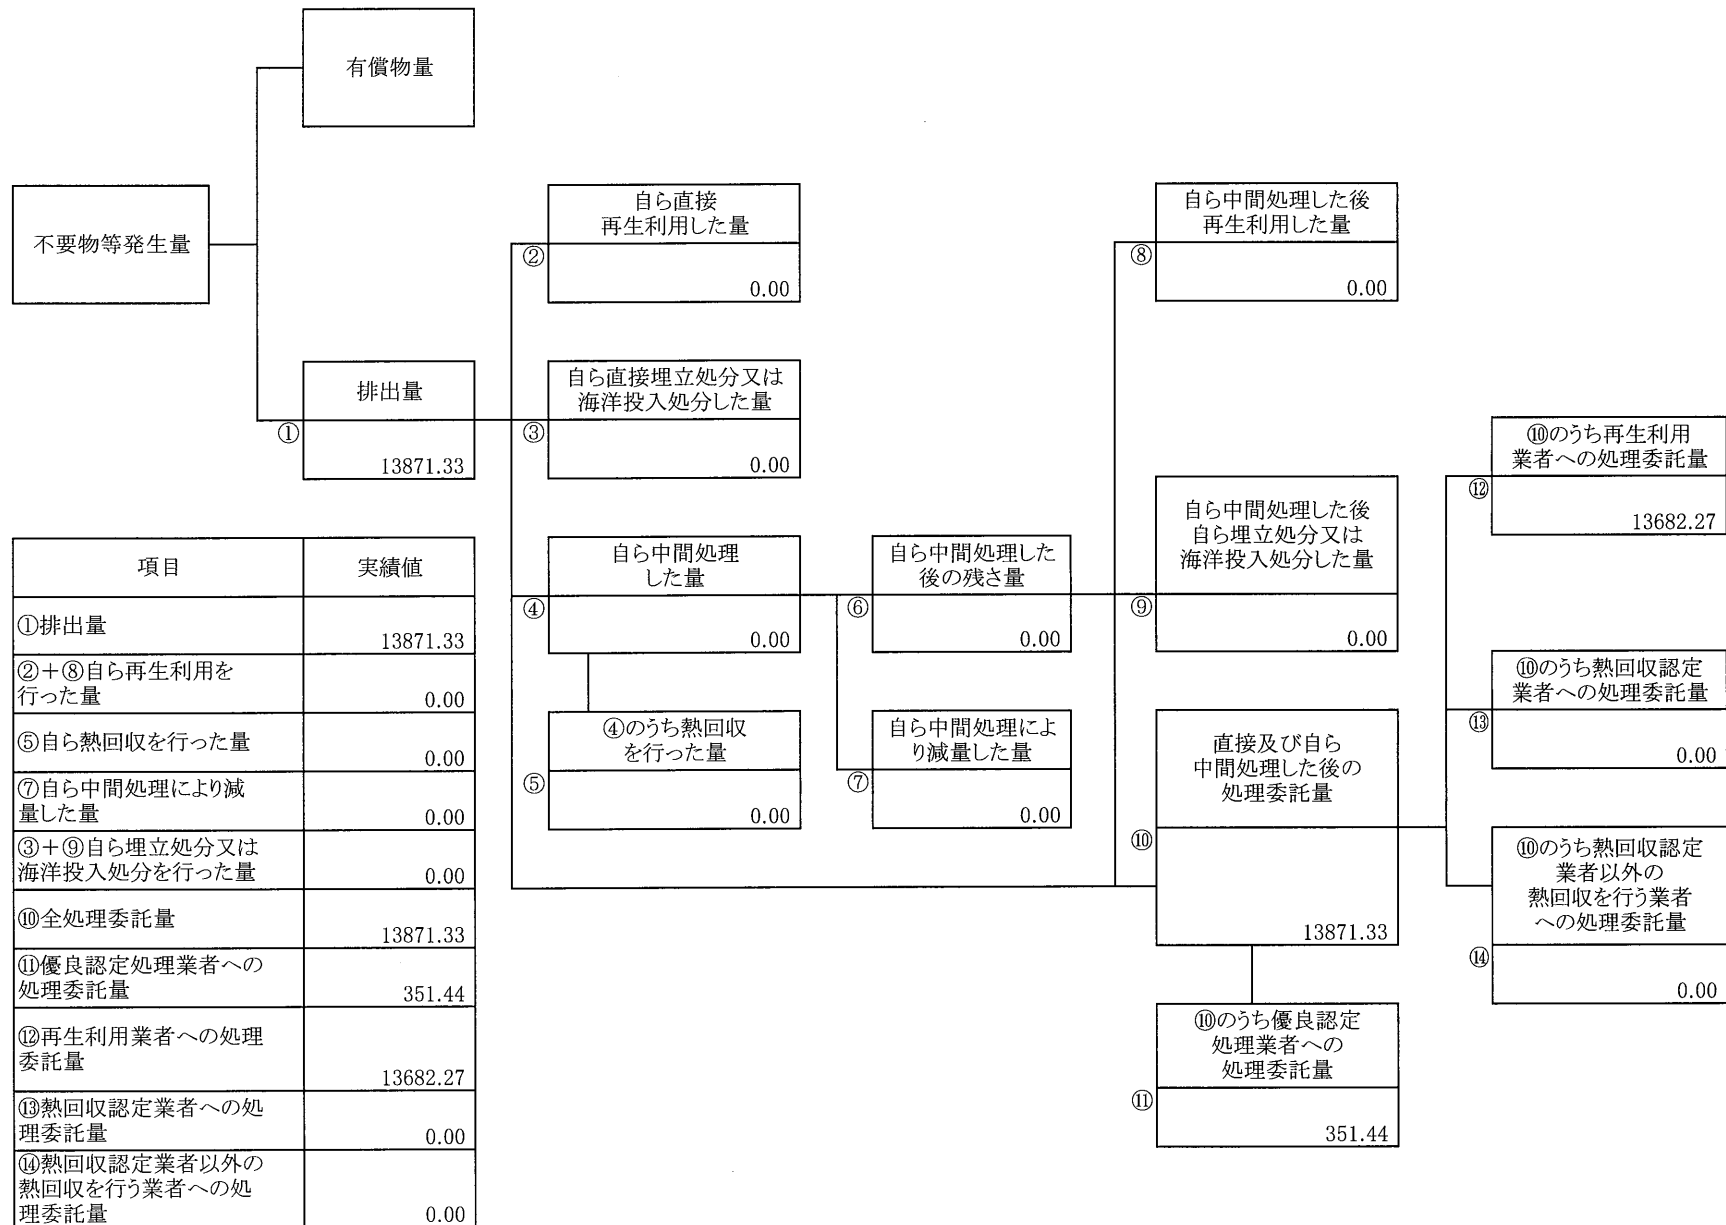 有償物量
不要物等発生量
排出量
①
13871.33
自ら直接
再生利用した量
②
0.00
自ら直接埋立処分又は
海洋投入処分した量
③
0.00
自ら中間処理
した量
④
0.00
④のうち熱回収
を行った量
⑤
0.00
自ら中間処理した
後の残さ量
⑥
0.00
自ら中間処理によ
り減量した量
⑦
0.00
自ら中間処理した後
再生利用した量
⑧
0.00
自ら中間処理した後
自ら埋立処分又は
海洋投入処分した量
⑨
0.00
直接及び自ら
中間処理した後の
処理委託量
⑩
13871.33
⑩のうち優良認定
処理業者への
処理委託量
⑪
351.44
⑩のうち再生利用
業者への処理委託量
⑫
13682.27
⑩のうち熱回収認定
業者への処理委託量
⑬
0.00
⑩のうち熱回収認定
業者以外の
熱回収を行う業者
への処理委託量
⑭
0.00
項目 実績値
①排出量
13871.33
②+⑧自ら再生利用を
行った量
0.00
⑤自ら熱回収を行った量
0.00
⑦自ら中間処理により減
量した量
0.00
③+⑨自ら埋立処分又は
海洋投入処分を行った量
0.00
⑩全処理委託量
13871.33
⑪優良認定処理業者への
処理委託量
351.44
⑫再生利用業者への処理
委託量
13682.27
⑬熱回収認定業者への処
理委託量
0.00
⑭熱回収認定業者以外の
熱回収を行う業者への処
理委託量
0.00